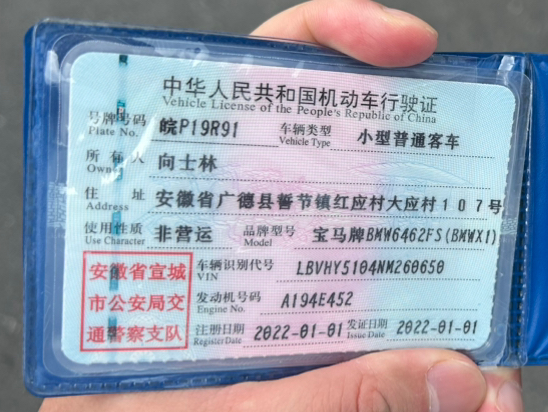 中华人民共和国机动车行驶证
Vehicle License of the People's Republic of China
号牌号码 皖P19R91 车辆类型 小型普通客车
Plate No. Vehicle Type
所有人 向士林
Owner
住址 安徽省广德县誓节镇红应村大应村107号
Address
使用性质 非营运 品牌型号 宝马牌BMW6462FS(BMWX1)
Use Character Model
安徽省宣城 车辆识别代号 LBVHY5104NM260650
VIN
市公安局交 发动机号码 A194E452
Engine No.
通警察支队 注册日期 2022-01-01 发证日期 2022-01-01
Register Date Issue Date